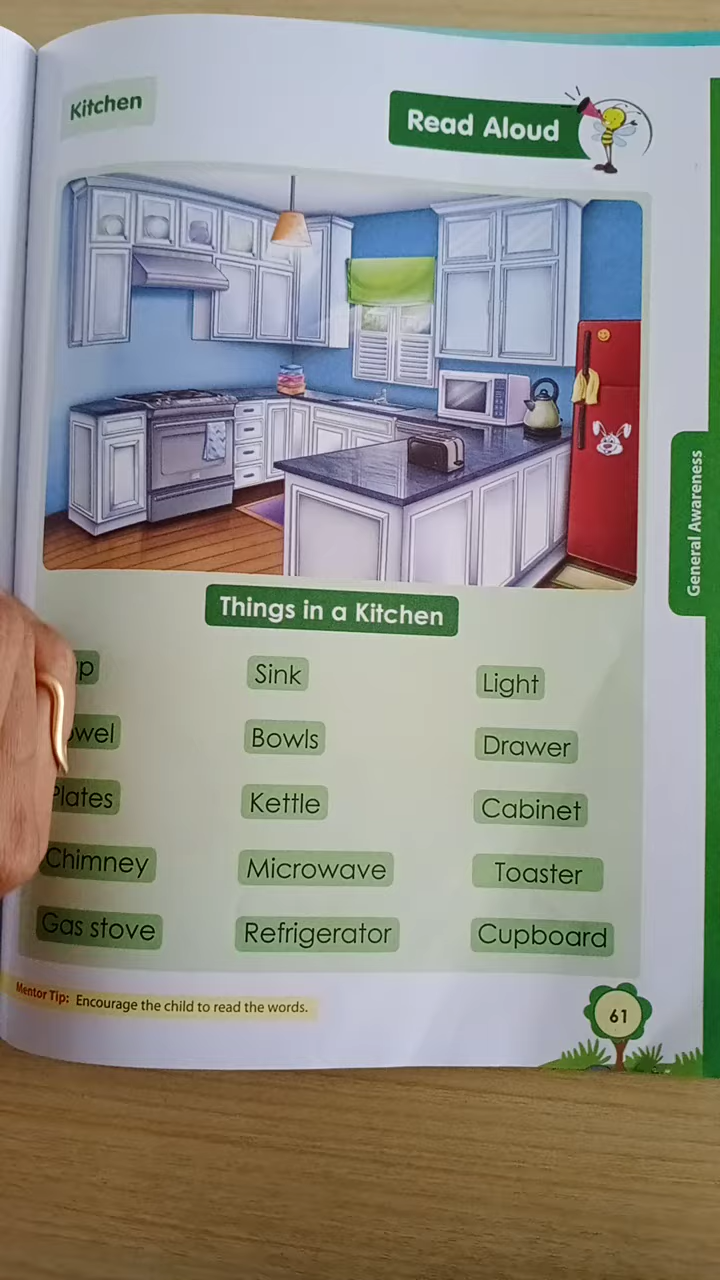 Kitchen
Read Aloud
General Awareness
Things in a Kitchen
Sink Light
Bowls Drawer
Plates Kettle Cabinet
Chimney Microwave Toaster
Gas stove Refrigerator Cupboard
Mentor Tip: Encourage the child to read the words.
61